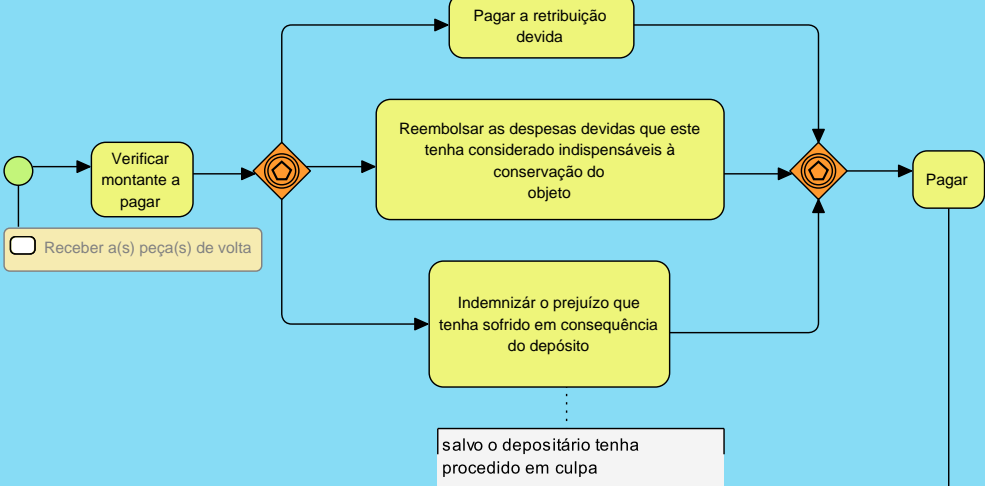 Pagar a retribuição
devida
Reembolsar as despesas devidas que este
tenha considerado indispensáveis à
conservação do
objeto
Verificar
montante a
pagar
Pagar
Receber a(s) peça(s) de volta
Indemnizár o prejuízo que
tenha sofrido em consequência
do depósito
salvo o depositário tenha
procedido em culpa